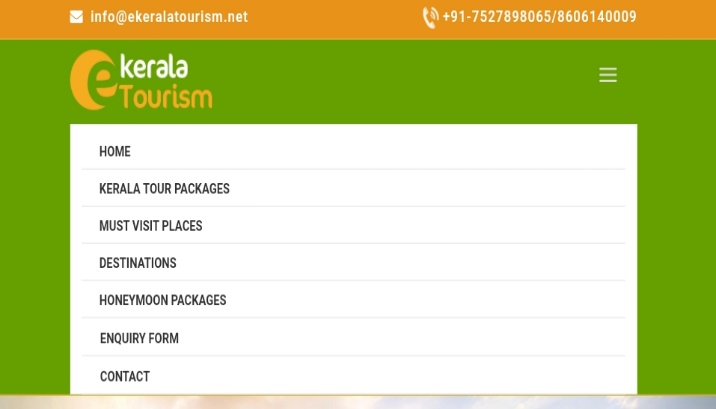 info@ekeralatourism.net
+91-7527898065/8606140009
ekerala
Tourism
HOME
KERALA TOUR PACKAGES
MUST VISIT PLACES
DESTINATIONS
HONEYMOON PACKAGES
ENQUIRY FORM
CONTACT